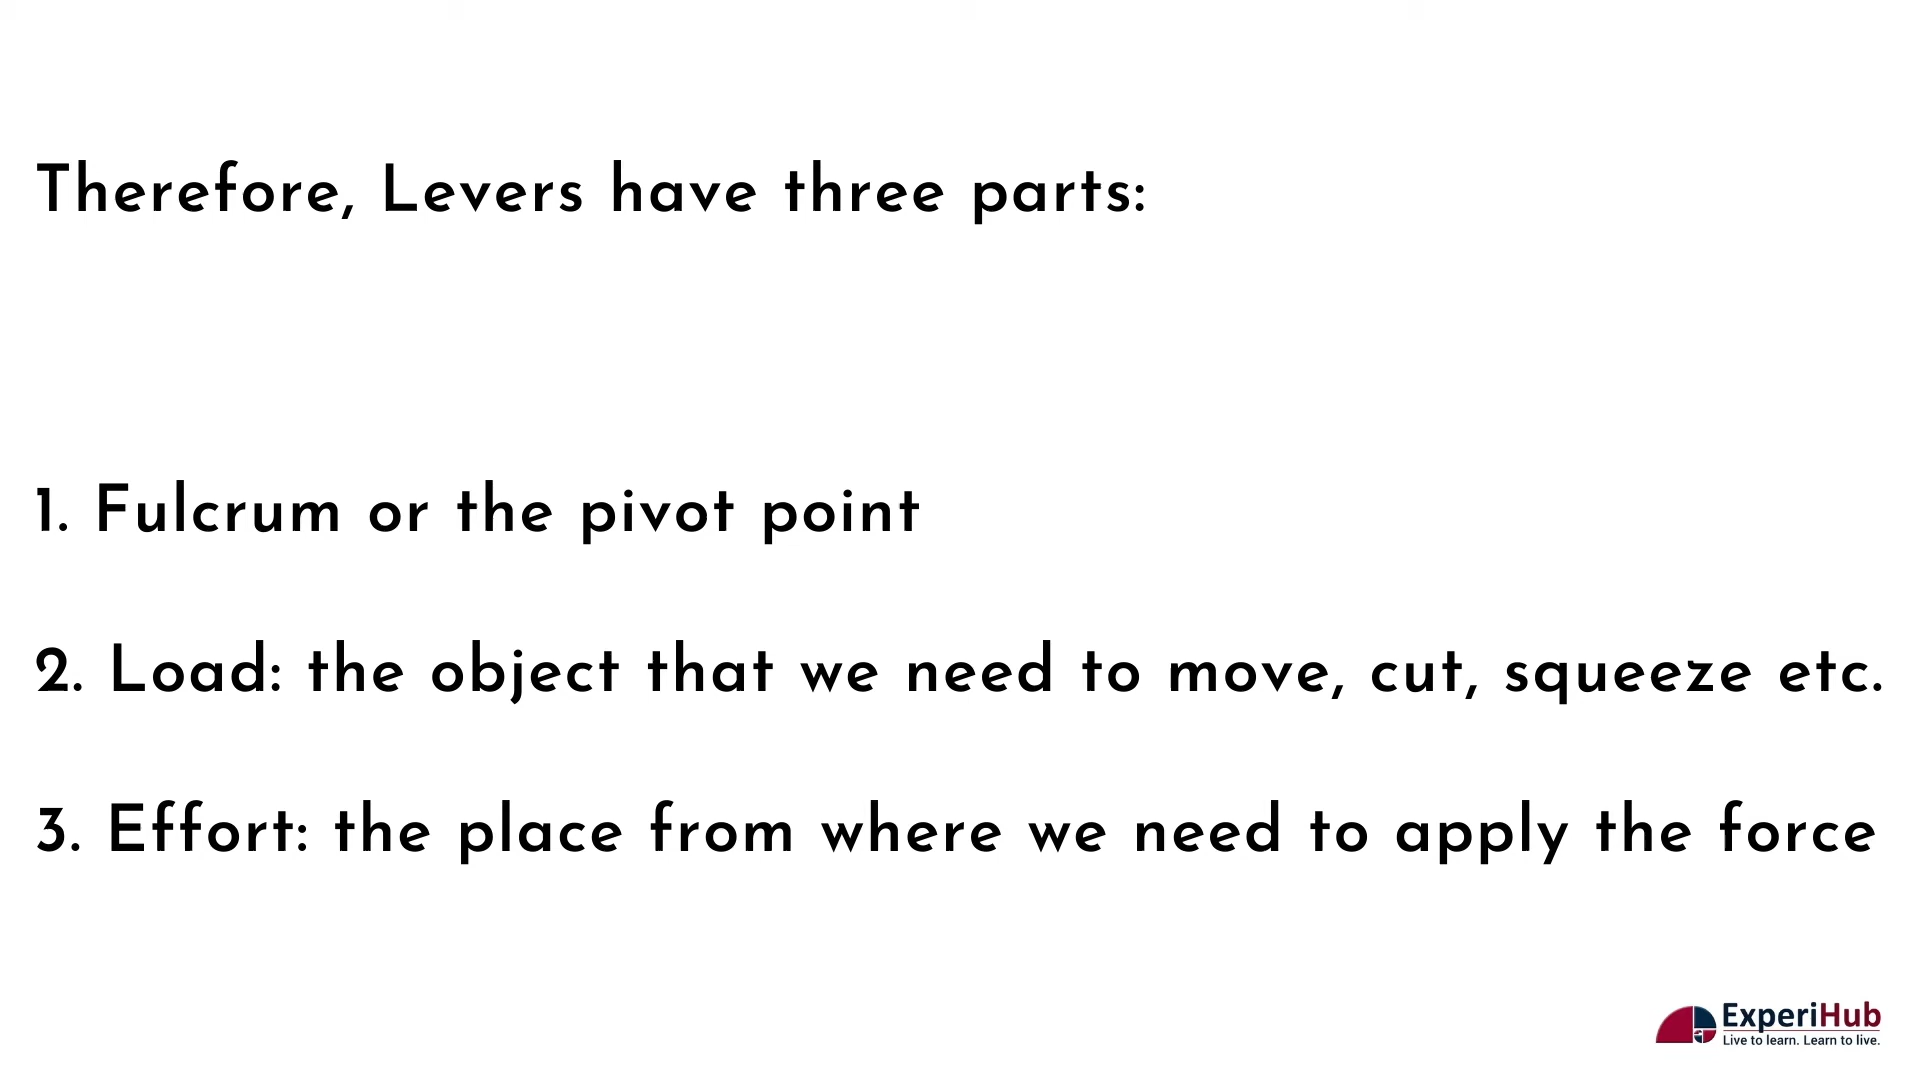 Therefore, Levers have three parts:
1. Fulcrum or the pivot point
2. Load: the object that we need to move, cut, squeeze etc.
3. Effort: the place from where we need to apply the force
ExperiHub
Live to learn. Learn to live.